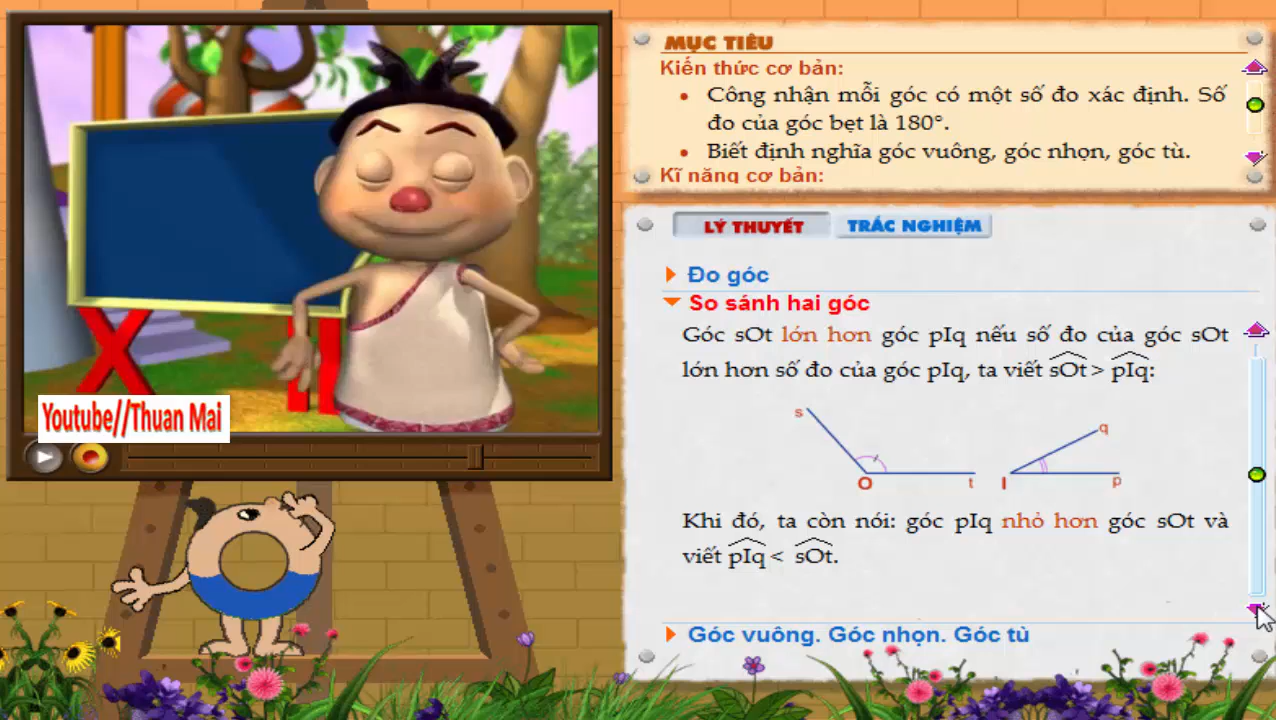 MỤC TIÊU
Kiến thức cơ bản:
• Công nhận mỗi góc có một số đo xác định. Số
đo của góc bẹt là 180°.
• Biết định nghĩa góc vuông, góc nhọn, góc tù.
Kĩ năng cơ bản:
LÝ THUYẾT
TRẮC NGHIỆM
Đo góc
So sánh hai góc
Góc sOt lớn hơn góc pIq nếu số đo của góc sOt
lớn hơn số đo của góc pIq, ta viết sOt > pIq:
s
O
t
q
I
p
Khi đó, ta còn nói: góc pIq nhỏ hơn góc sOt và
viết pIq < sOt.
Góc vuông. Góc nhọn. Góc tù
Youtube//Thuan Mai